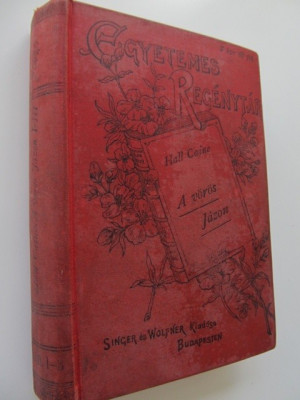 EGYETEMES
REGÉNYTÁR
Hall Caine
A vörös
Jázon
SINGER és WOLFNER KIADÁSA
BUDAPESTEN